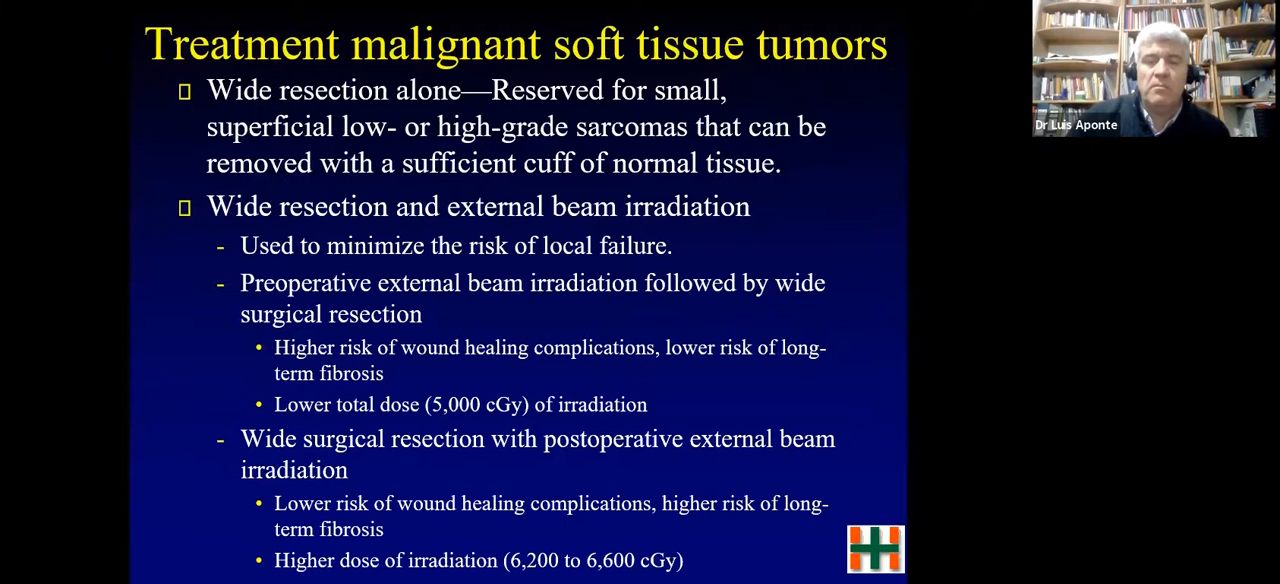 Treatment malignant soft tissue tumors
Wide resection alone—Reserved for small,
superficial low- or high-grade sarcomas that can be
removed with a sufficient cuff of normal tissue.
Wide resection and external beam irradiation
- Used to minimize the risk of local failure.
- Preoperative external beam irradiation followed by wide
surgical resection
• Higher risk of wound healing complications, lower risk of long-
term fibrosis
• Lower total dose (5,000 cGy) of irradiation
- Wide surgical resection with postoperative external beam
irradiation
• Lower risk of wound healing complications, higher risk of long-
term fibrosis
• Higher dose of irradiation (6,200 to 6,600 cGy)
Dr Luis Aponte